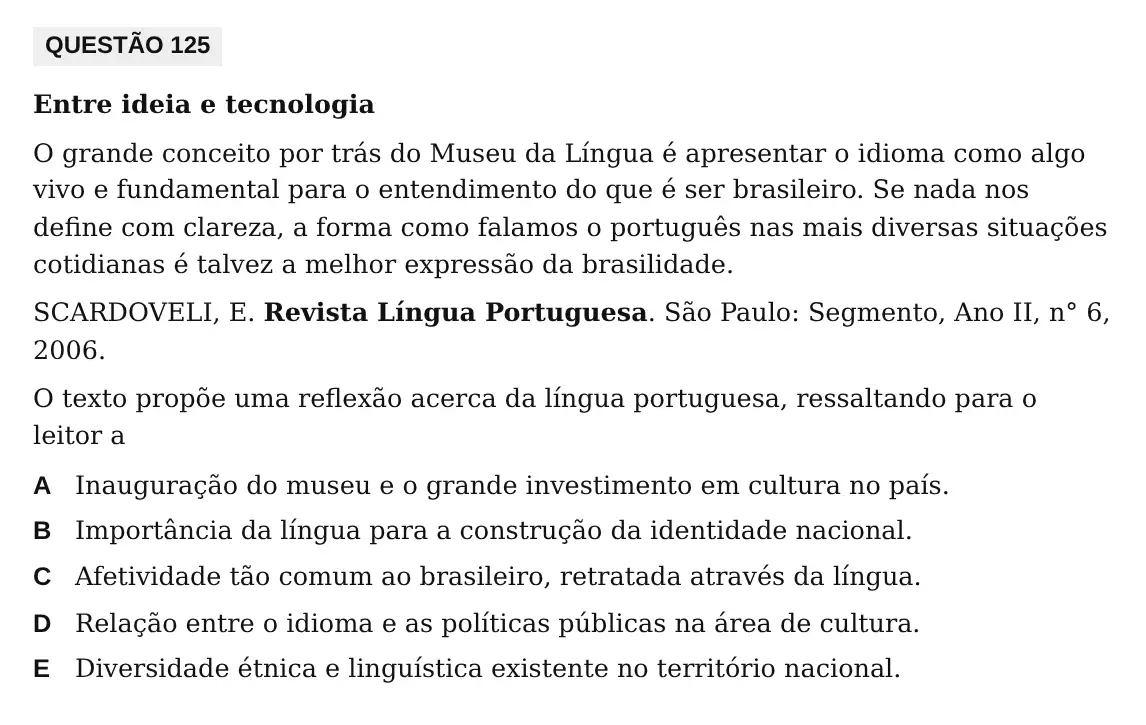 QUESTÃO 125
Entre ideia e tecnologia
O grande conceito por trás do Museu da Língua é apresentar o idioma como algo
vivo e fundamental para o entendimento do que é ser brasileiro. Se nada nos
define com clareza, a forma como falamos o português nas mais diversas situações
cotidianas é talvez a melhor expressão da brasilidade.
SCARDOVELI, E. Revista Língua Portuguesa. São Paulo: Segmento, Ano II, n° 6,
2006.
O texto propõe uma reflexão acerca da língua portuguesa, ressaltando para o
leitor a
A Inauguração do museu e o grande investimento em cultura no país.
B Importância da língua para a construção da identidade nacional.
C Afetividade tão comum ao brasileiro, retratada através da língua.
D Relação entre o idioma e as políticas públicas na área de cultura.
E Diversidade étnica e linguística existente no território nacional.